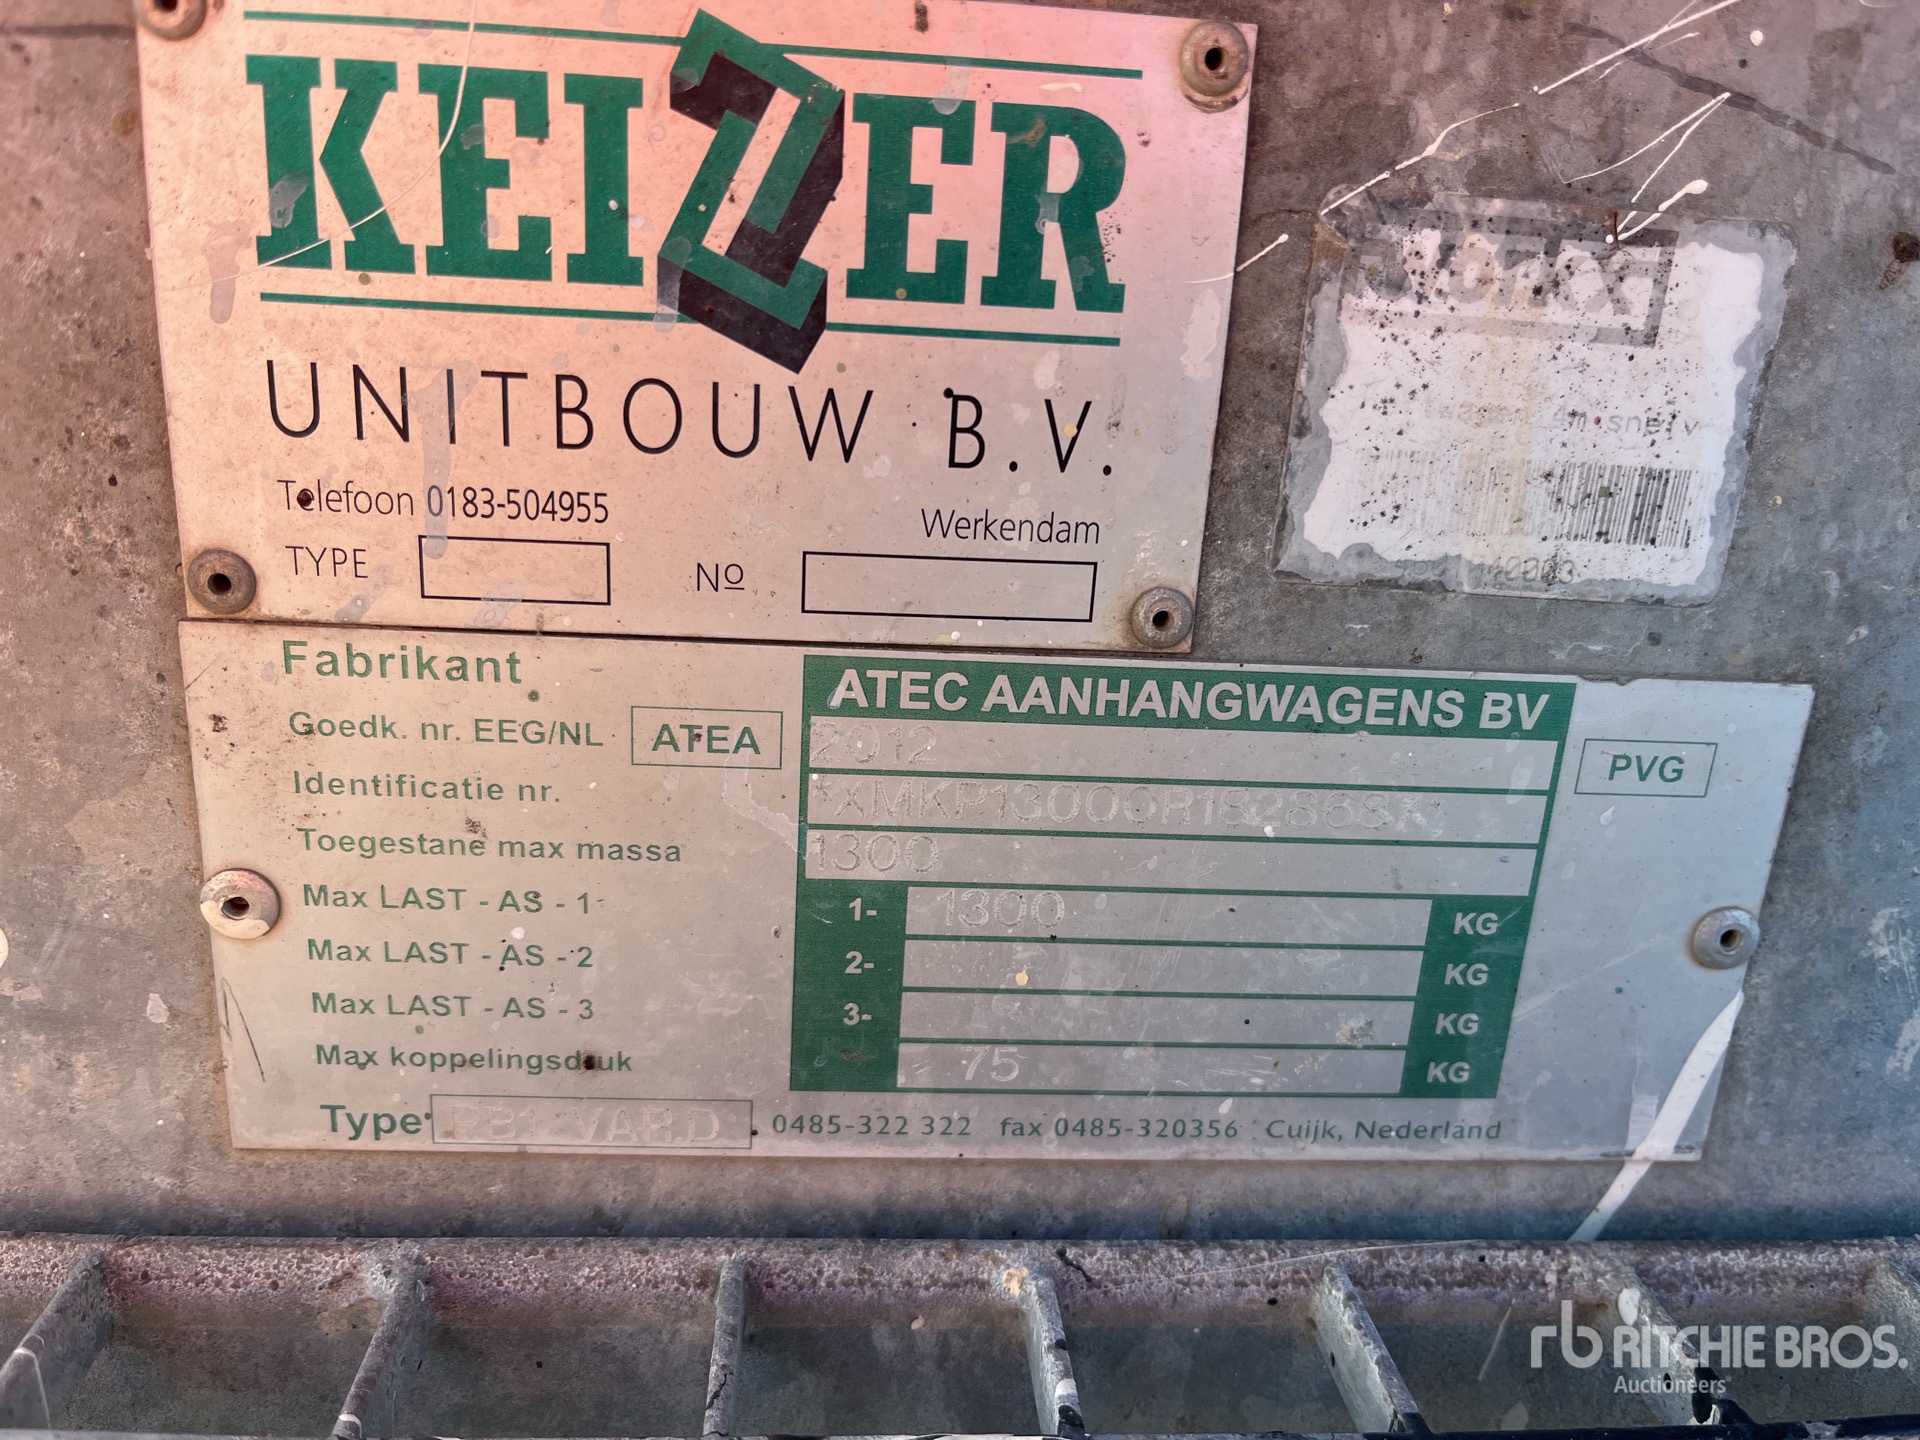 KEIZER
UNITBOUW B.V.
Telefoon 0183-504955
Werkendam
TYPE
Nº
Fabrikant
ATEC AANHANGWAGENS BV
Goedk. nr. EEG/NL ATEA 2012 PVG
Identificatie nr.
Toegestane max massa 1300
Max LAST - AS - 1 1- 1300 KG
Max LAST - AS - 2 2- KG
Max LAST - AS - 3 3- KG
Max koppelingsdruk 75 KG
Type 0485-322 322 fax 0485-320356 Cuijk, Nederland
rb RITCHIE BROS.
Auctioneers